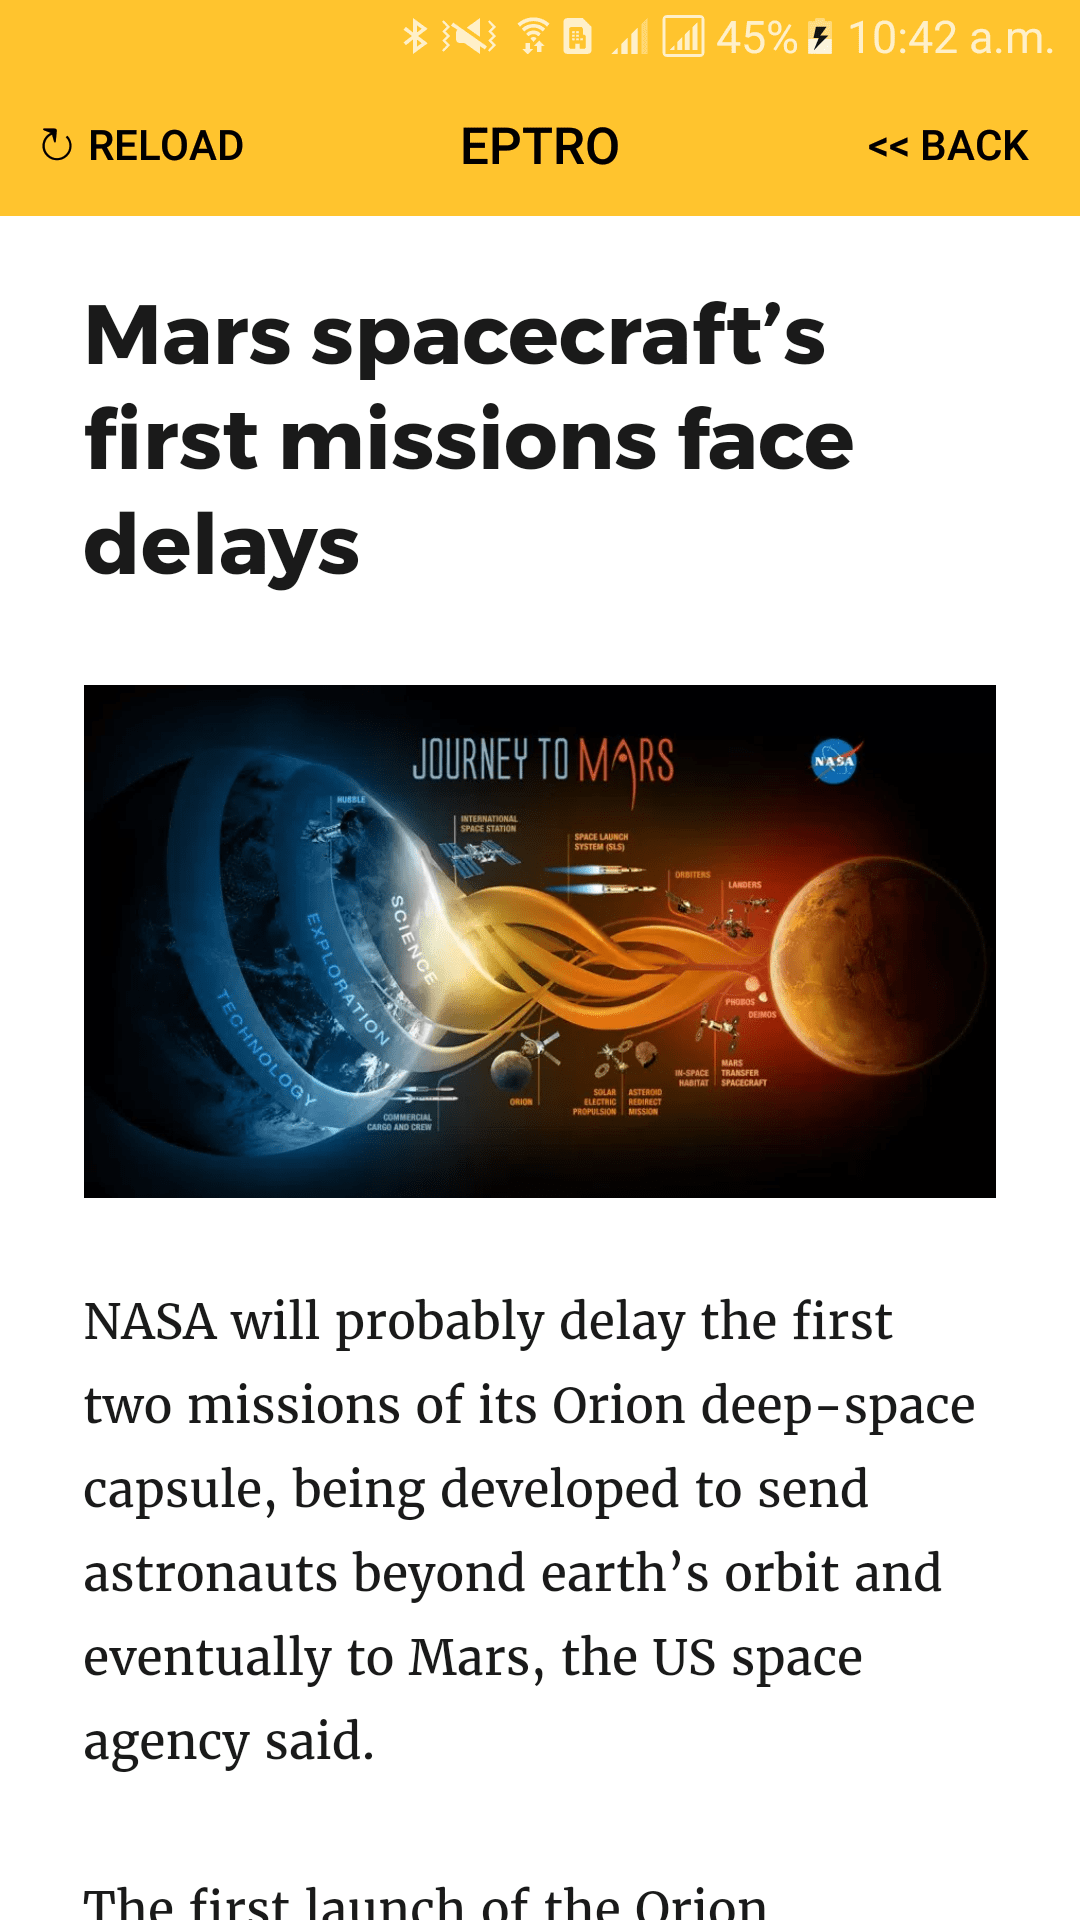 45% 10:42 a.m.
RELOAD EPTRO << BACK
Mars spacecraft’s
first missions face
delays
JOURNEY TO MARS
NASA
HUBBLE
INTERNATIONAL
SPACE STATION
SPACE LAUNCH
SYSTEM (SLS)
ORBITERS
LANDERS
SCIENCE
EXPLORATION
TECHNOLOGY
PHOBOS
DEIMOS
MARS
TRANSFER
SPACECRAFT
IN-SPACE
HABITAT
SOLAR
ELECTRIC
PROPULSION
ASTEROID
REDIRECT
MISSION
ORION
COMMERCIAL
CARGO AND CREW
NASA will probably delay the first
two missions of its Orion deep-space
capsule, being developed to send
astronauts beyond earth’s orbit and
eventually to Mars, the US space
agency said.
The first launch of the Orion